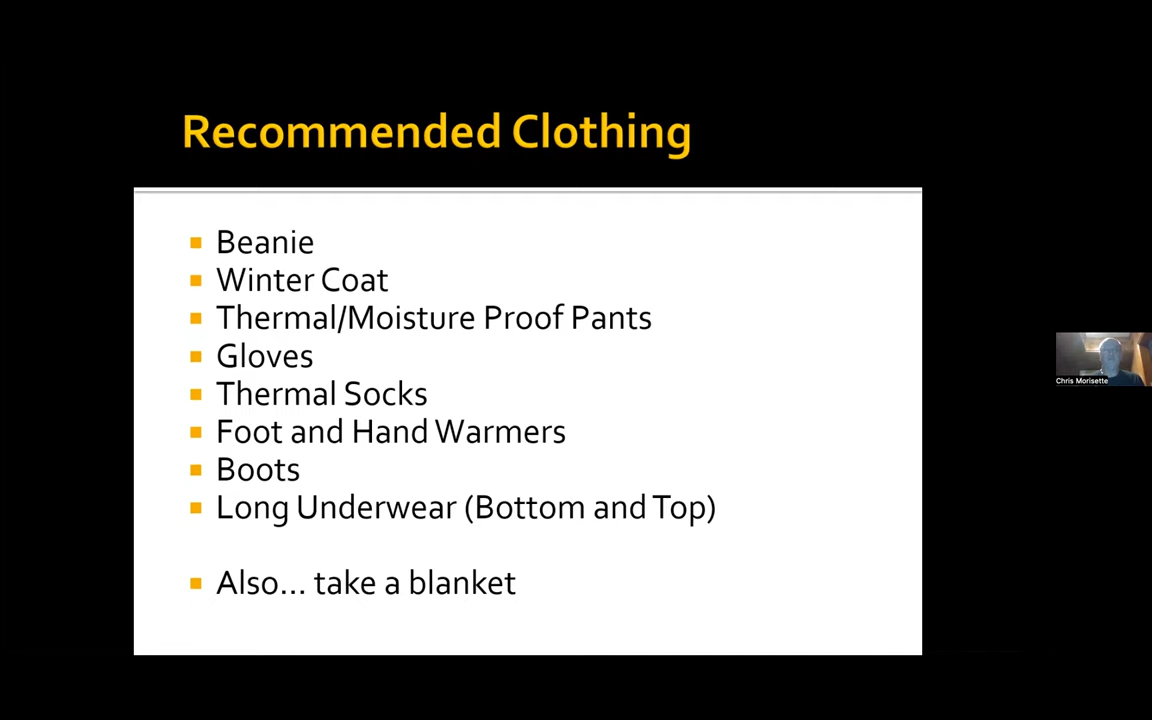 Recommended Clothing
Beanie
Winter Coat
Thermal/Moisture Proof Pants
Gloves
Thermal Socks
Foot and Hand Warmers
Boots
Long Underwear (Bottom and Top)
Also... take a blanket
Chris Morisette